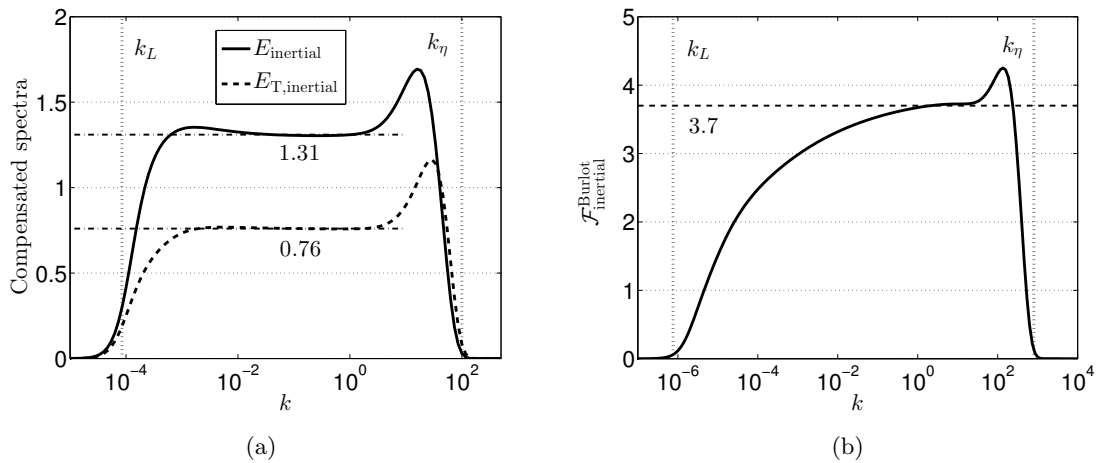 2
1.5
1
0.5
0
Compensated spectra
k_L
E_inertial
E_T,inertial
k_η
1.31
0.76
10^−4
10^−2
10^0
10^2
k
(a)
5
4
3
2
1
0
F^Burlot_inertial
k_L
k_η
3.7
10^−6
10^−4
10^−2
10^0
10^2
10^4
k
(b)